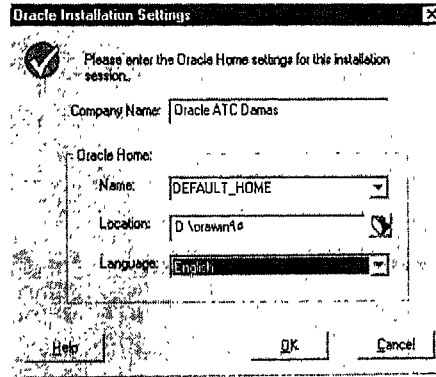 Oracle Installation Settings
Please enter the Oracle Home settings for this installation
session.
Company Name: Oracle ATC Damas
Oracle Home:
Name: DEFAULT_HOME
Location:
Language: English
Help OK Cancel